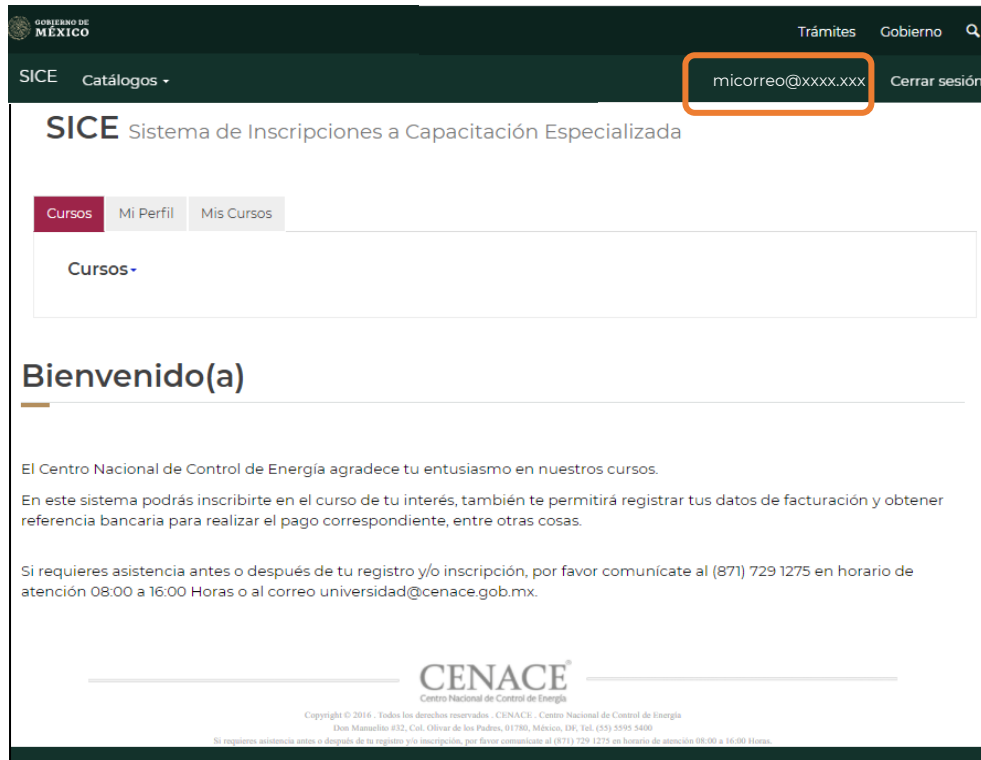 GOBIERNO DE
MÉXICO
Trámites Gobierno
SICE Catálogos micorreo@xxxx.xxx Cerrar sesión
SICE Sistema de Inscripciones a Capacitación Especializada
Cursos Mi Perfil Mis Cursos
Cursos
Bienvenido(a)
El Centro Nacional de Control de Energía agradece tu entusiasmo en nuestros cursos.
En este sistema podrás inscribirte en el curso de tu interés, también te permitirá registrar tus datos de facturación y obtener
referencia bancaria para realizar el pago correspondiente, entre otras cosas.
Si requieres asistencia antes o después de tu registro y/o inscripción, por favor comunícate al (871) 729 1275 en horario de
atención 08:00 a 16:00 Horas o al correo universidad@cenace.gob.mx.
CENACE®
Centro Nacional de Control de Energía
Copyright © 2016 . Todos los derechos reservados . CENACE . Centro Nacional de Control de Energía
Don Manuelito #32, Col. Olivar de los Padres, 01780, México, DF, Tel. (55) 5595 5400
Si requieres asistencia antes o después de tu registro y/o inscripción, por favor comunícate al (871) 729 1275 en horario de atención 08:00 a 16:00 Horas.